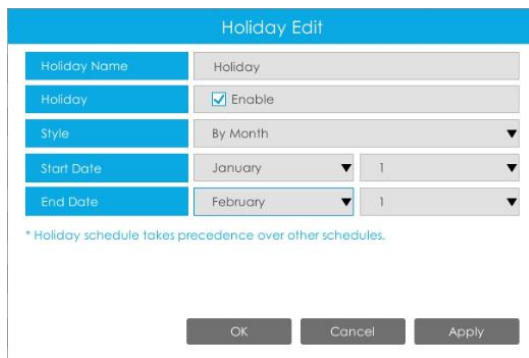 Holiday Edit
Holiday Name Holiday
Holiday Enable
Style By Month
Start Date January 1
End Date February 1
* Holiday schedule takes precedence over other schedules.
OK Cancel Apply